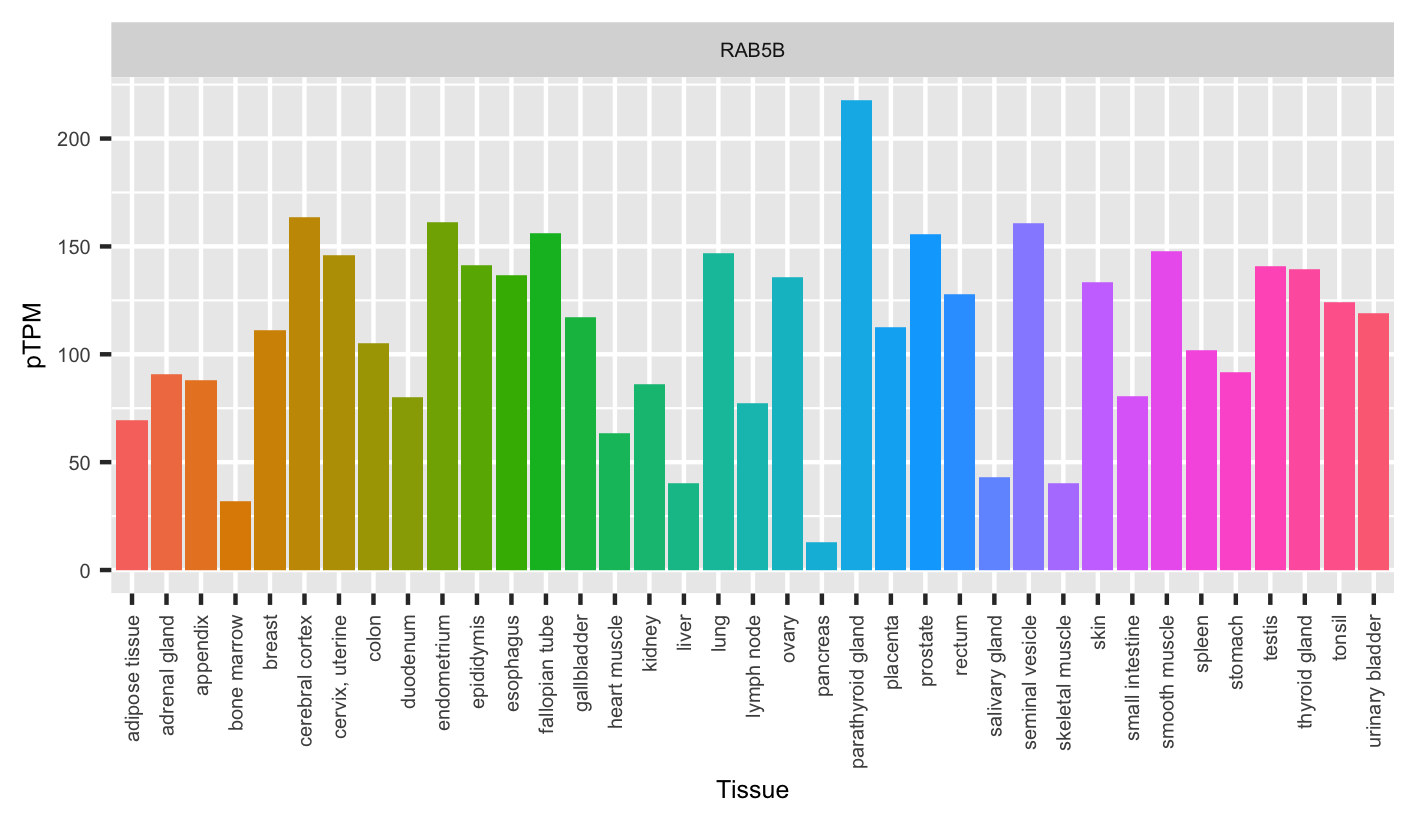 RAB5B
pTPM
200
150
100
50
0
adipose tissue
adrenal gland
appendix
bone marrow
breast
cerebral cortex
cervix, uterine
colon
duodenum
endometrium
epididymis
esophagus
fallopian tube
gallbladder
heart muscle
kidney
liver
lung
lymph node
ovary
pancreas
parathyroid gland
placenta
prostate
rectum
salivary gland
seminal vesicle
skeletal muscle
skin
small intestine
smooth muscle
spleen
stomach
testis
thyroid gland
tonsil
urinary bladder
Tissue